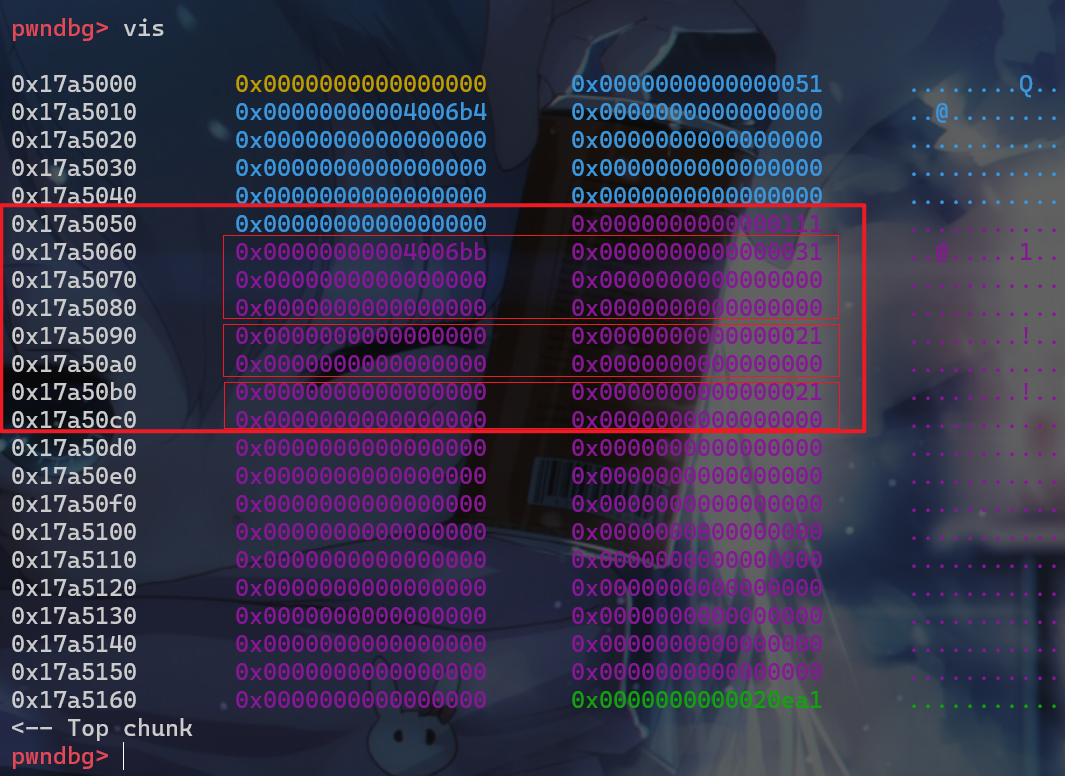 pwndbg> vis
0x17a5000 0x0000000000000000 0x0000000000000051 ........Q..
0x17a5010 0x00000000004006b4 0x0000000000000000 ..@........
0x17a5020 0x0000000000000000 0x0000000000000000 ...........
0x17a5030 0x0000000000000000 0x0000000000000000 ...........
0x17a5040 0x0000000000000000 0x0000000000000000 ...........
0x17a5050 0x0000000000000000 0x0000000000000111 ...........
0x17a5060 0x00000000004006bb 0x0000000000000031 ..@.....1..
0x17a5070 0x0000000000000000 0x0000000000000000 ...........
0x17a5080 0x0000000000000000 0x0000000000000000 ...........
0x17a5090 0x0000000000000000 0x0000000000000021 ........!..
0x17a50a0 0x0000000000000000 0x0000000000000000 ...........
0x17a50b0 0x0000000000000000 0x0000000000000021 ........!..
0x17a50c0 0x0000000000000000 0x0000000000000000 ...........
0x17a50d0 0x0000000000000000 0x0000000000000000 ...........
0x17a50e0 0x0000000000000000 0x0000000000000000 ...........
0x17a50f0 0x0000000000000000 0x0000000000000000 ...........
0x17a5100 0x0000000000000000 0x0000000000000000 ...........
0x17a5110 0x0000000000000000 0x0000000000000000 ...........
0x17a5120 0x0000000000000000 0x0000000000000000 ...........
0x17a5130 0x0000000000000000 0x0000000000000000 ...........
0x17a5140 0x0000000000000000 0x0000000000000000 ...........
0x17a5150 0x0000000000000000 0x0000000000000000 ...........
0x17a5160 0x0000000000000000 0x0000000000020ea1 ...........
<-- Top chunk
pwndbg>